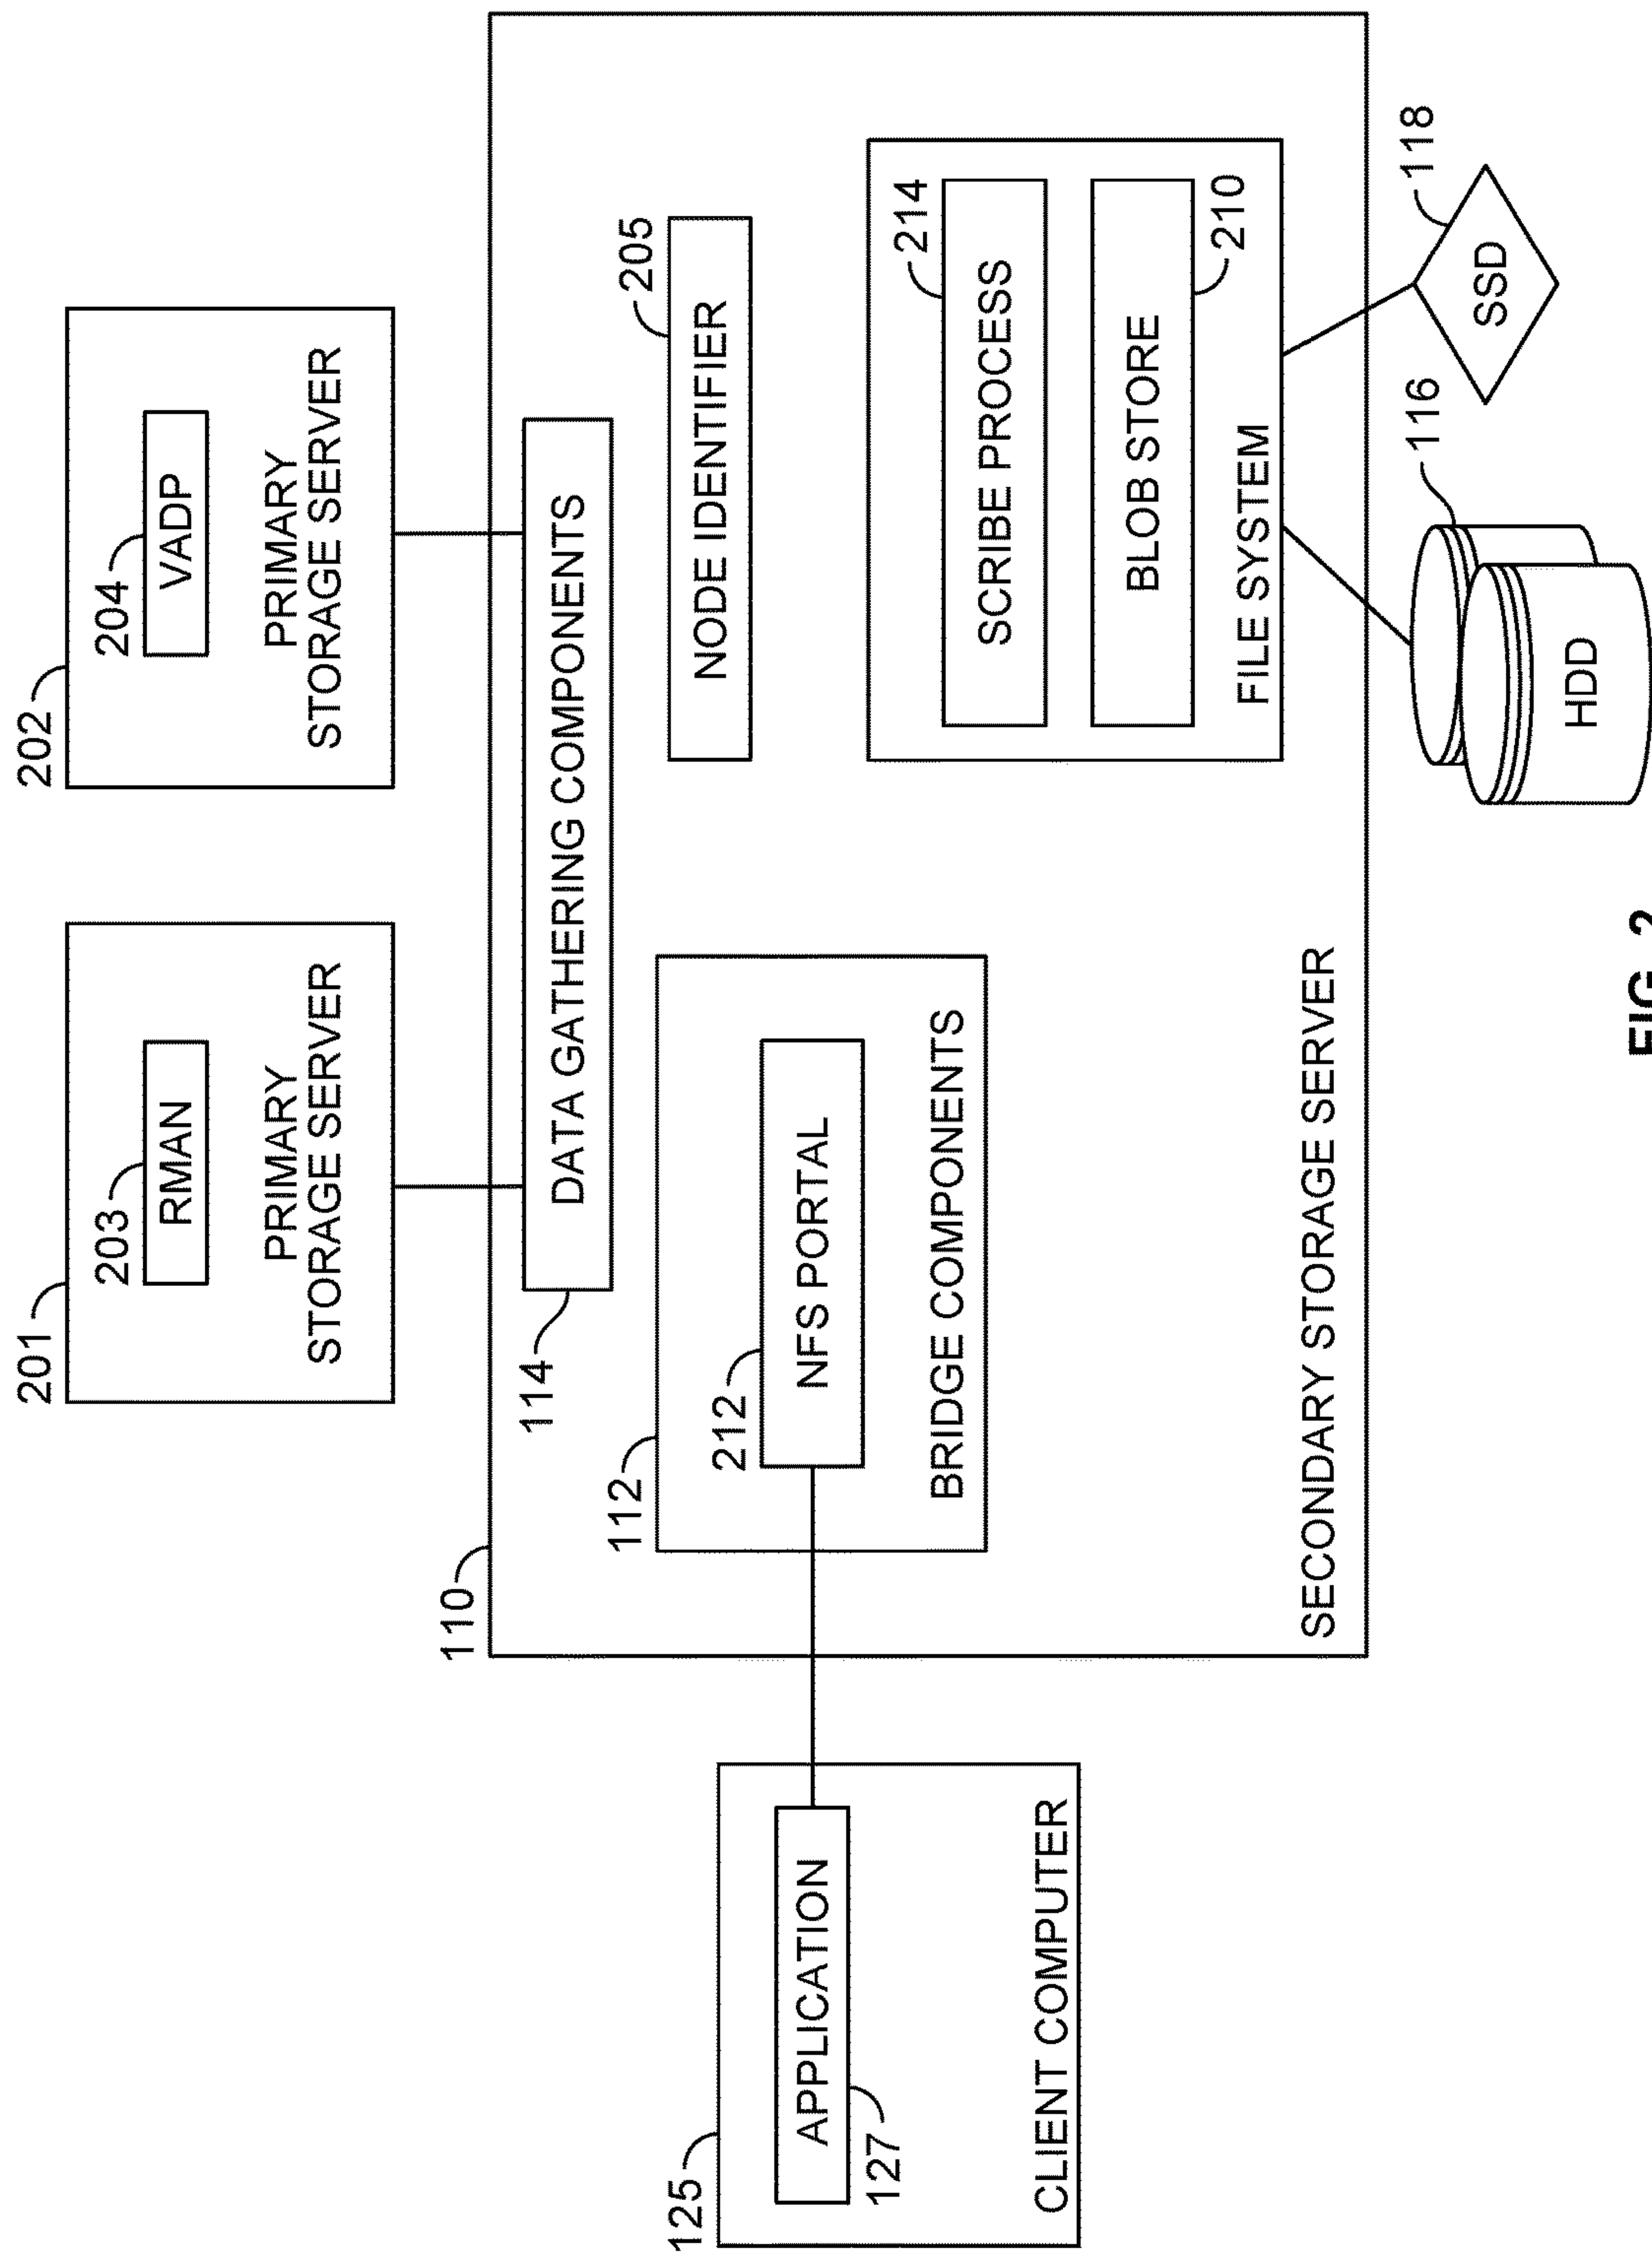 202
204
VADP
PRIMARY
STORAGE SERVER
201
203
RMAN
PRIMARY
STORAGE SERVER
110
114
DATA GATHERING COMPONENTS
205
NODE IDENTIFIER
112
212
NFS PORTAL
BRIDGE COMPONENTS
214
SCRIBE PROCESS
BLOB STORE
210
FILE SYSTEM
SECONDARY STORAGE SERVER
125
APPLICATION
127
CLIENT COMPUTER
116
HDD
118
SSD
FIG. 2